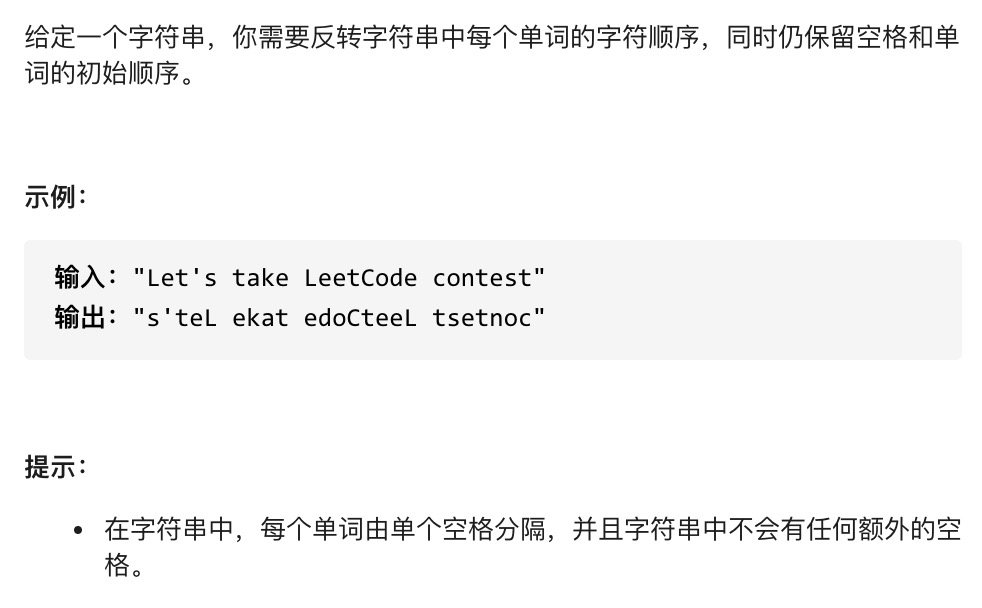 给定一个字符串，你需要反转字符串中每个单词的字符顺序，同时仍保留空格和单
词的初始顺序。
示例：
输入："Let's take LeetCode contest"
输出："s'teL ekat edoCteeL tsetnoc"
提示：
• 在字符串中，每个单词由单个空格分隔，并且字符串中不会有任何额外的空
格。